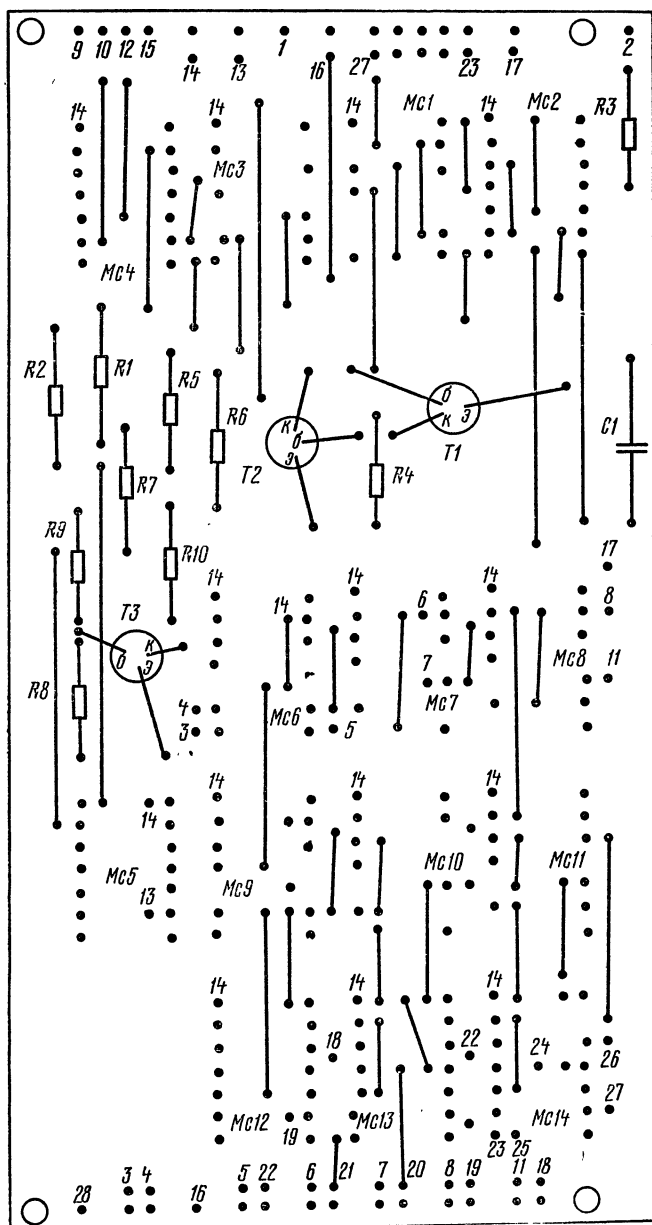 9 10 12 15 1 16 27 23 17 2
14 13
14 14 14 Мс1 14 Мс2 R3
Мс3
Мс4
R2 R1 R5 R6 к б э T2 R4 б к э T1 C1
R7
R9 R10
17
T3 14 14 14 14
б к э 6 8
R8 7 Мс7 Мс8 11
4 Мс6
3 5
14 14 14 14
Мс5 Мс9 Мс10 Мс11
13
14 14 14
18 22 24 26
27
Мс12 19 Мс13 23 25 Мс14
28 3 4 16 5 22 6 21 7 20 8 19 11 18